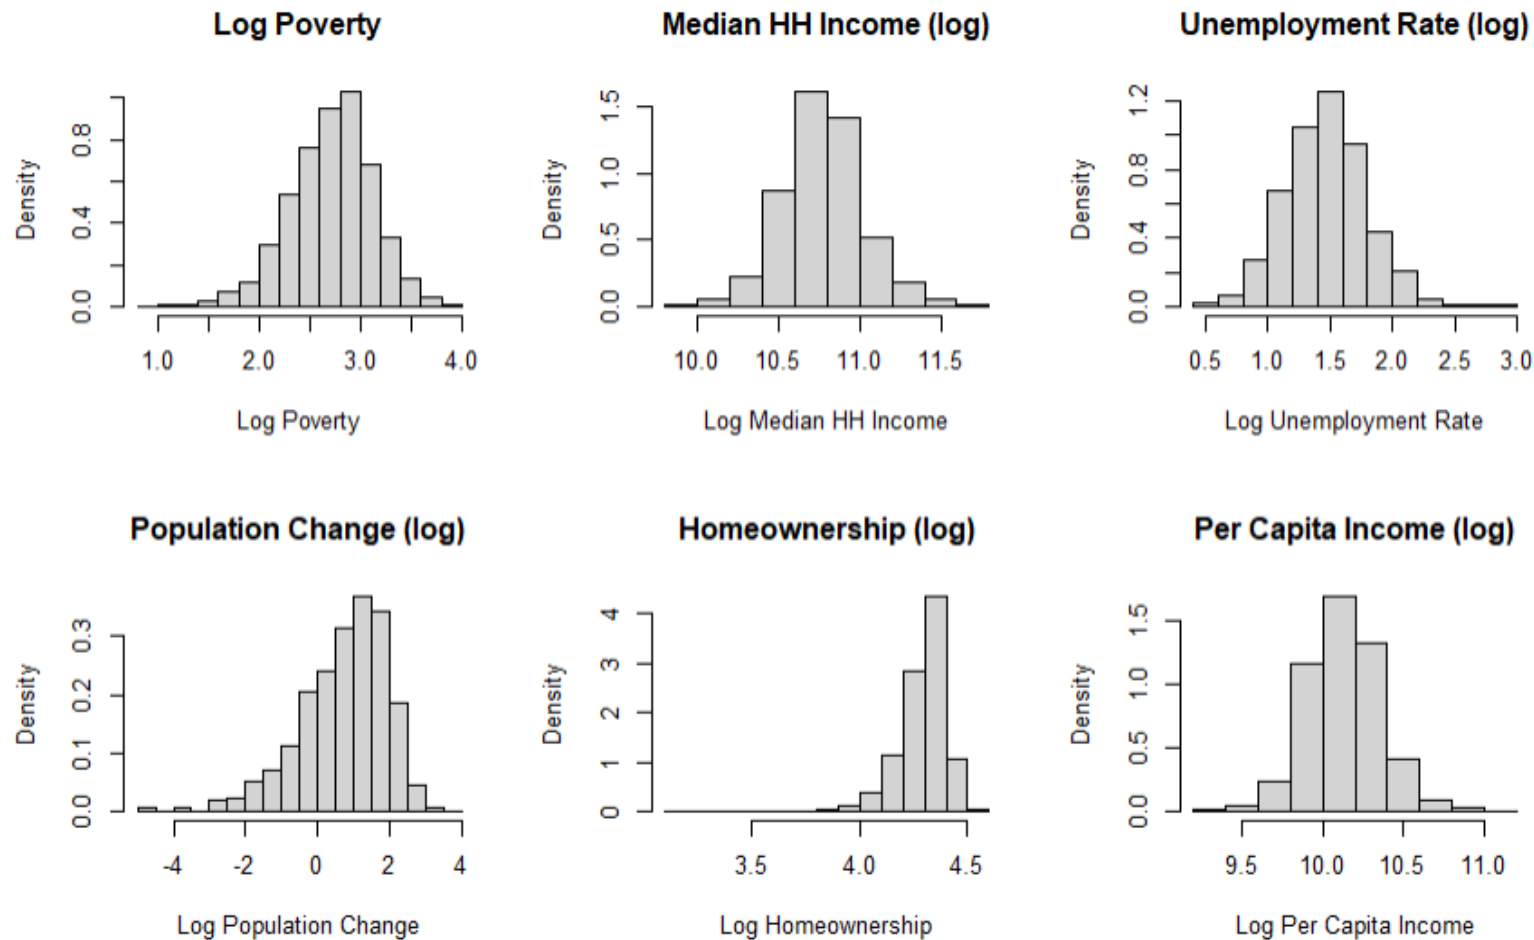 Log Poverty
Density
0.0 0.4 0.8
1.0 2.0 3.0 4.0
Log Poverty
Median HH Income (log)
Density
0.0 0.5 1.0 1.5
10.0 10.5 11.0 11.5
Log Median HH Income
Unemployment Rate (log)
Density
0.0 0.4 0.8 1.2
0.5 1.0 1.5 2.0 2.5 3.0
Log Unemployment Rate
Population Change (log)
Density
0.0 0.1 0.2 0.3
-4 -2 0 2 4
Log Population Change
Homeownership (log)
Density
0 1 2 3 4
3.5 4.0 4.5
Log Homeownership
Per Capita Income (log)
Density
0.0 0.5 1.0 1.5
9.5 10.0 10.5 11.0
Log Per Capita Income